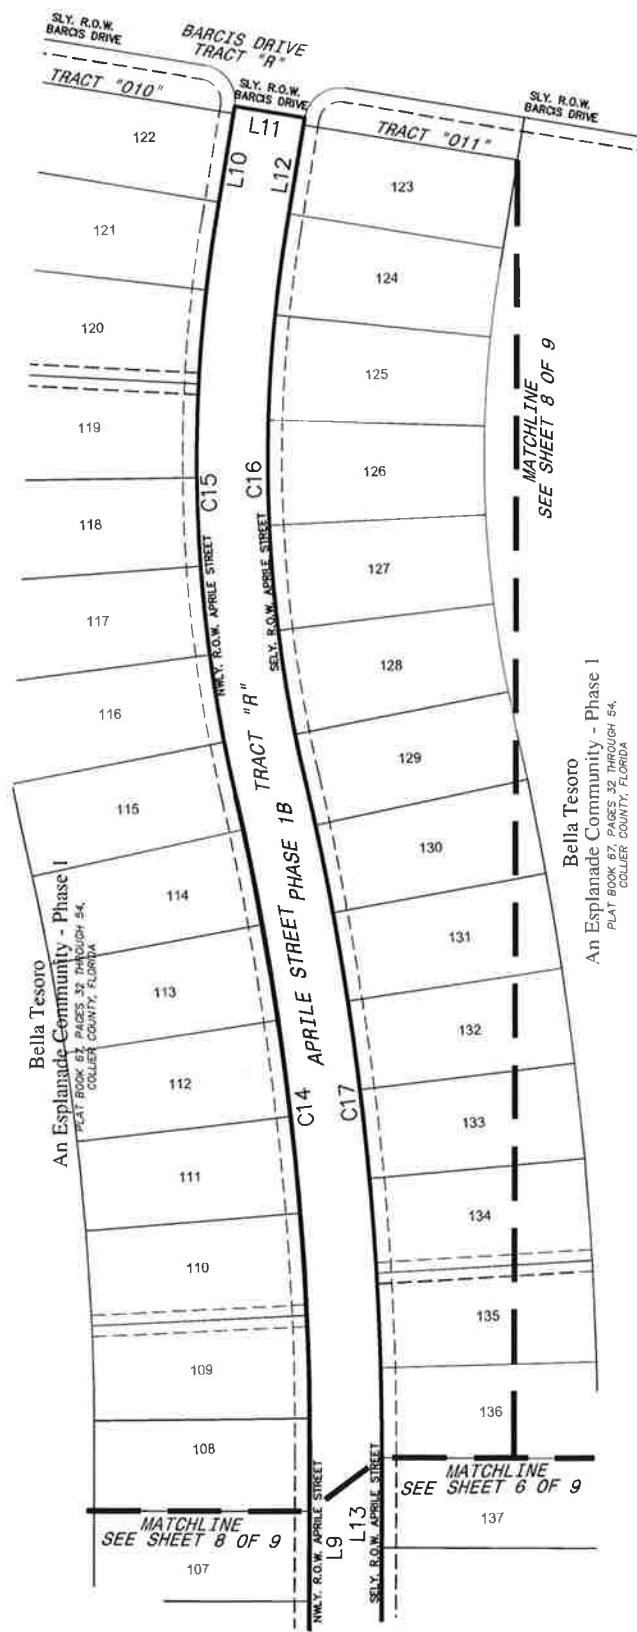 SLY. R.O.W.
BARCIS DRIVE
BARCIS DRIVE
TRACT "R"
SLY. R.O.W.
BARCIS DRIVE
SLY. R.O.W.
BARCIS DRIVE
TRACT "O10"
TRACT "O11"
L11
L10
L12
122
123
121
124
120
125
119
126
118
127
117
128
116
129
115
130
114
131
113
132
112
133
111
134
110
135
109
136
108
137
107
C15
C16
NWLY. R.O.W. APRILE STREET
SELY. R.O.W. APRILE STREET
TRACT "R"
APRILE STREET PHASE 1B
C14
C17
MATCHLINE
SEE SHEET 8 OF 9
Bella Tesoro
An Esplanade Community - Phase 1
PLAT BOOK 67, PAGES 32 THROUGH 54,
COLLIER COUNTY, FLORIDA
Bella Tesoro
An Esplanade Community - Phase 1
PLAT BOOK 67, PAGES 32 THROUGH 54,
COLLIER COUNTY, FLORIDA
MATCHLINE
SEE SHEET 6 OF 9
MATCHLINE
SEE SHEET 8 OF 9
NWLY. R.O.W. APRILE STREET
L9
L13
SELY. R.O.W. APRILE STREET